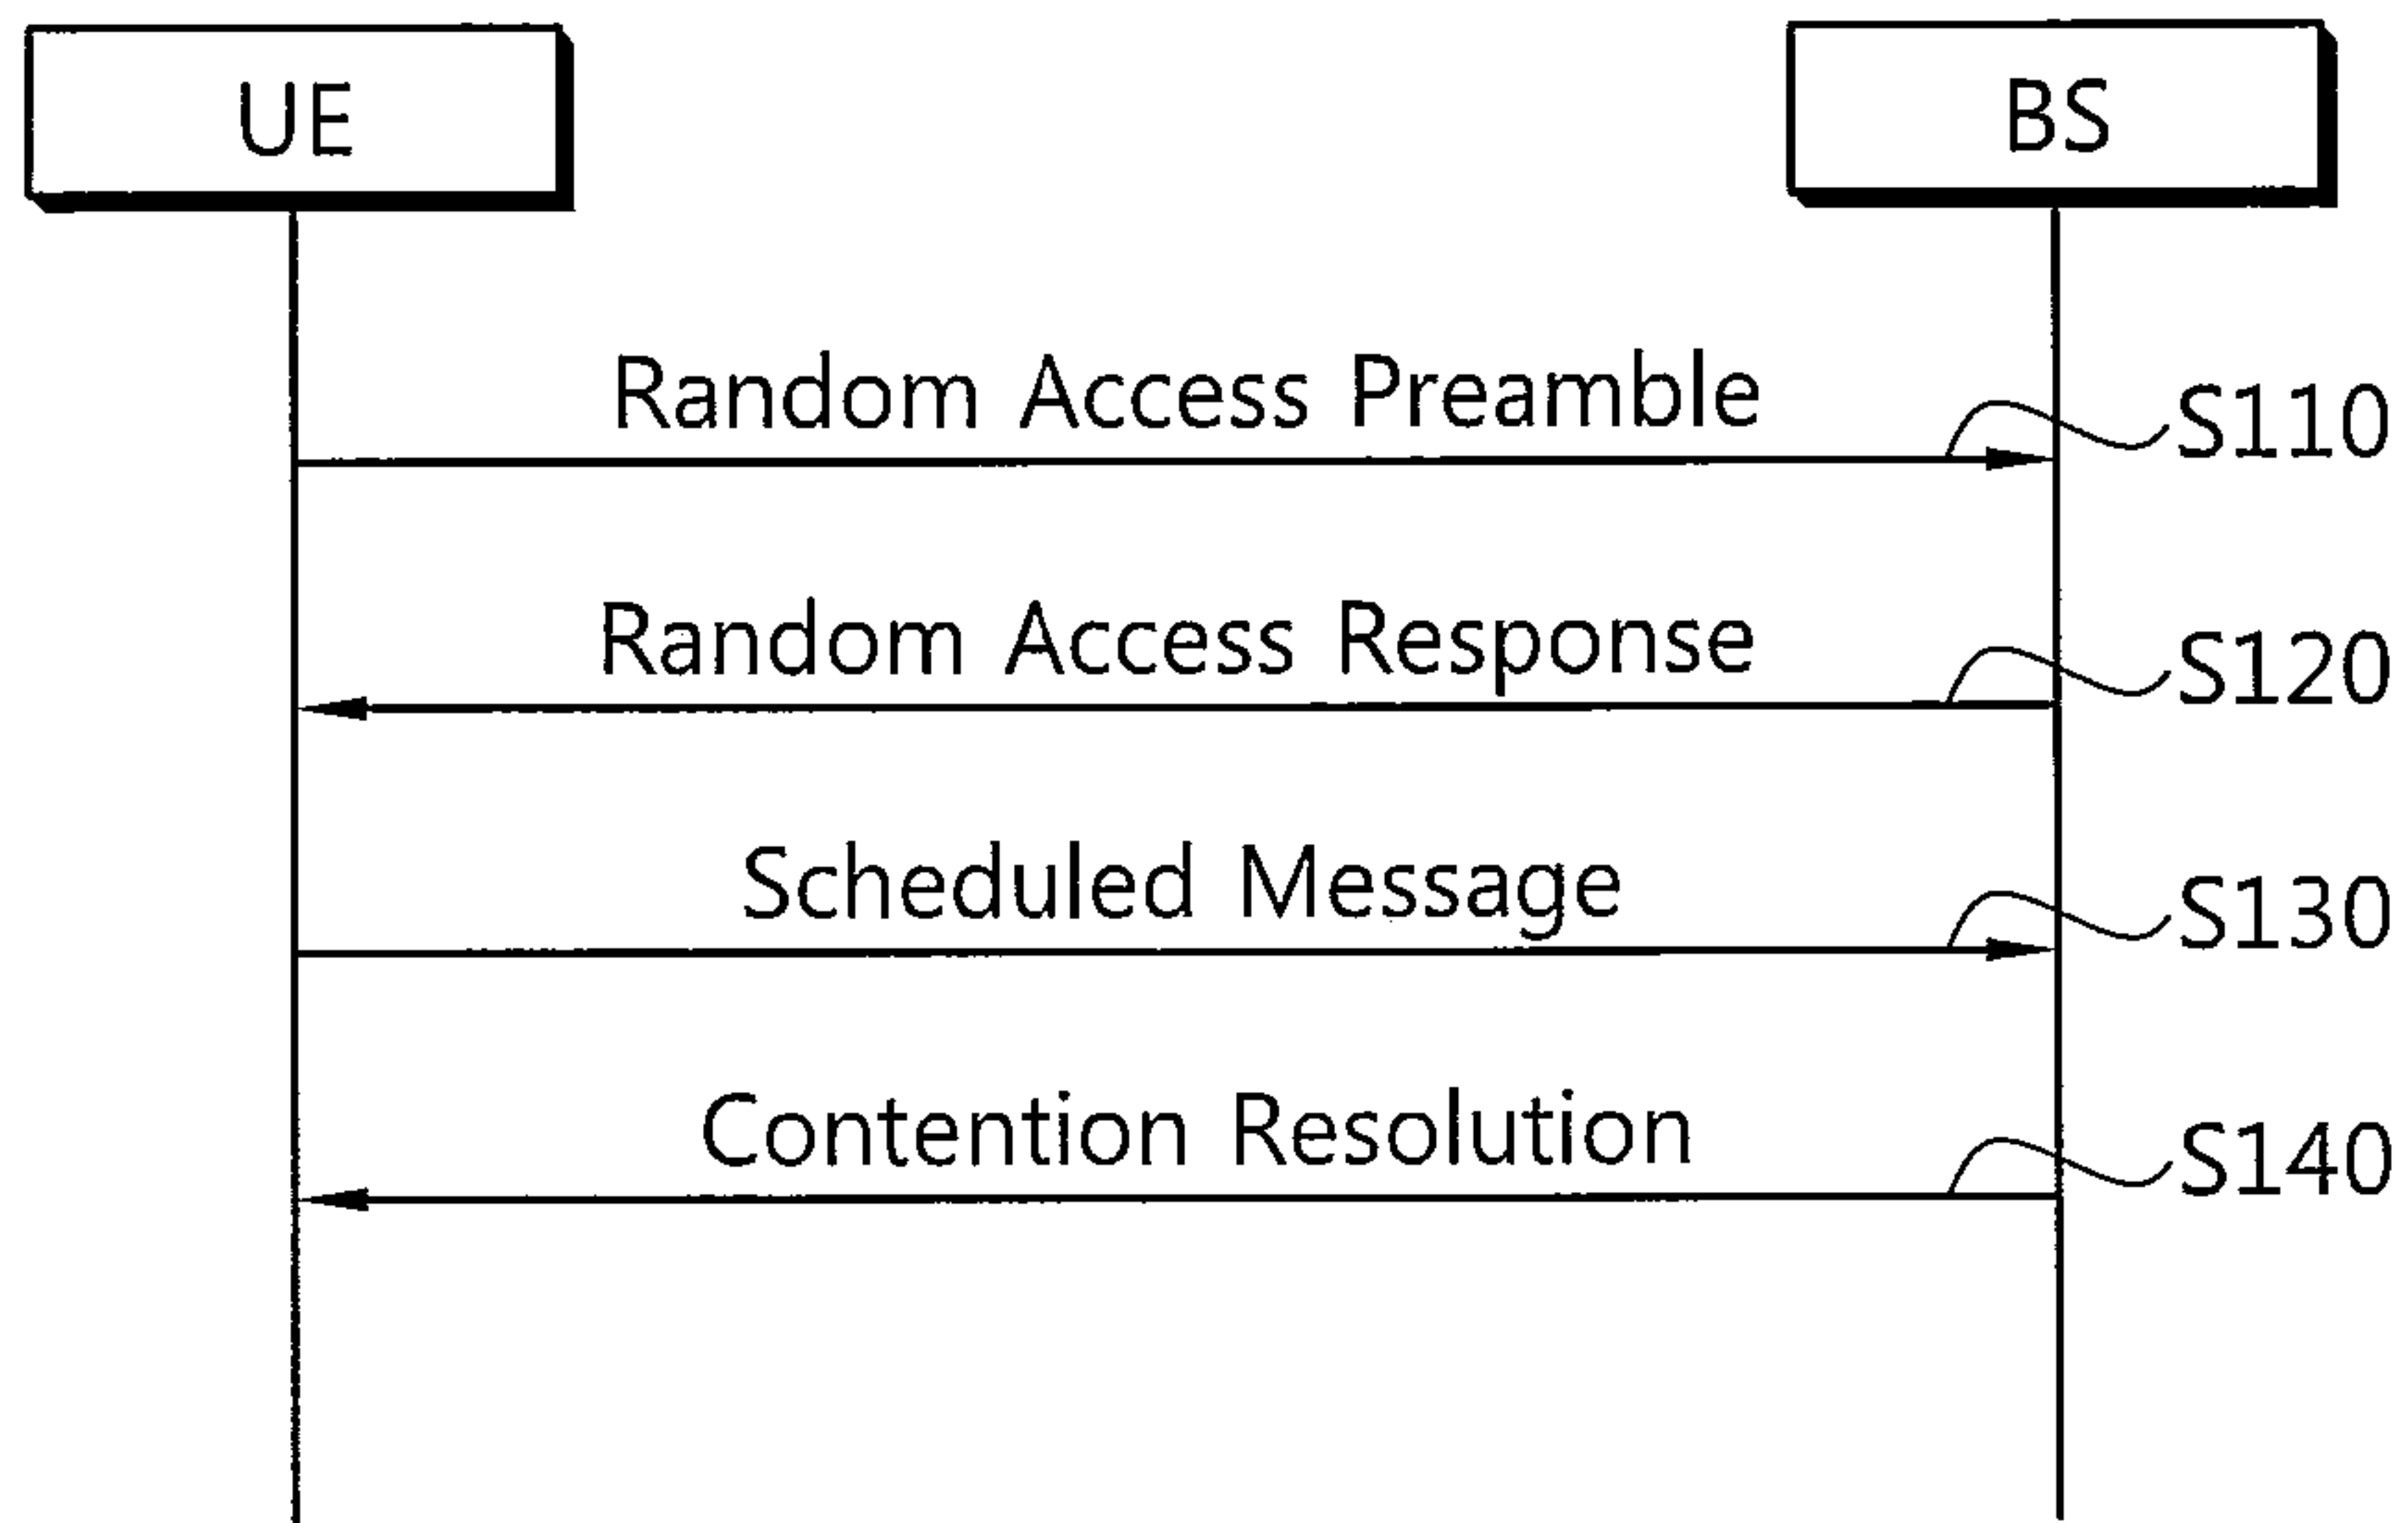 UE
BS
Random Access Preamble
S110
Random Access Response
S120
Scheduled Message
S130
Contention Resolution
S140